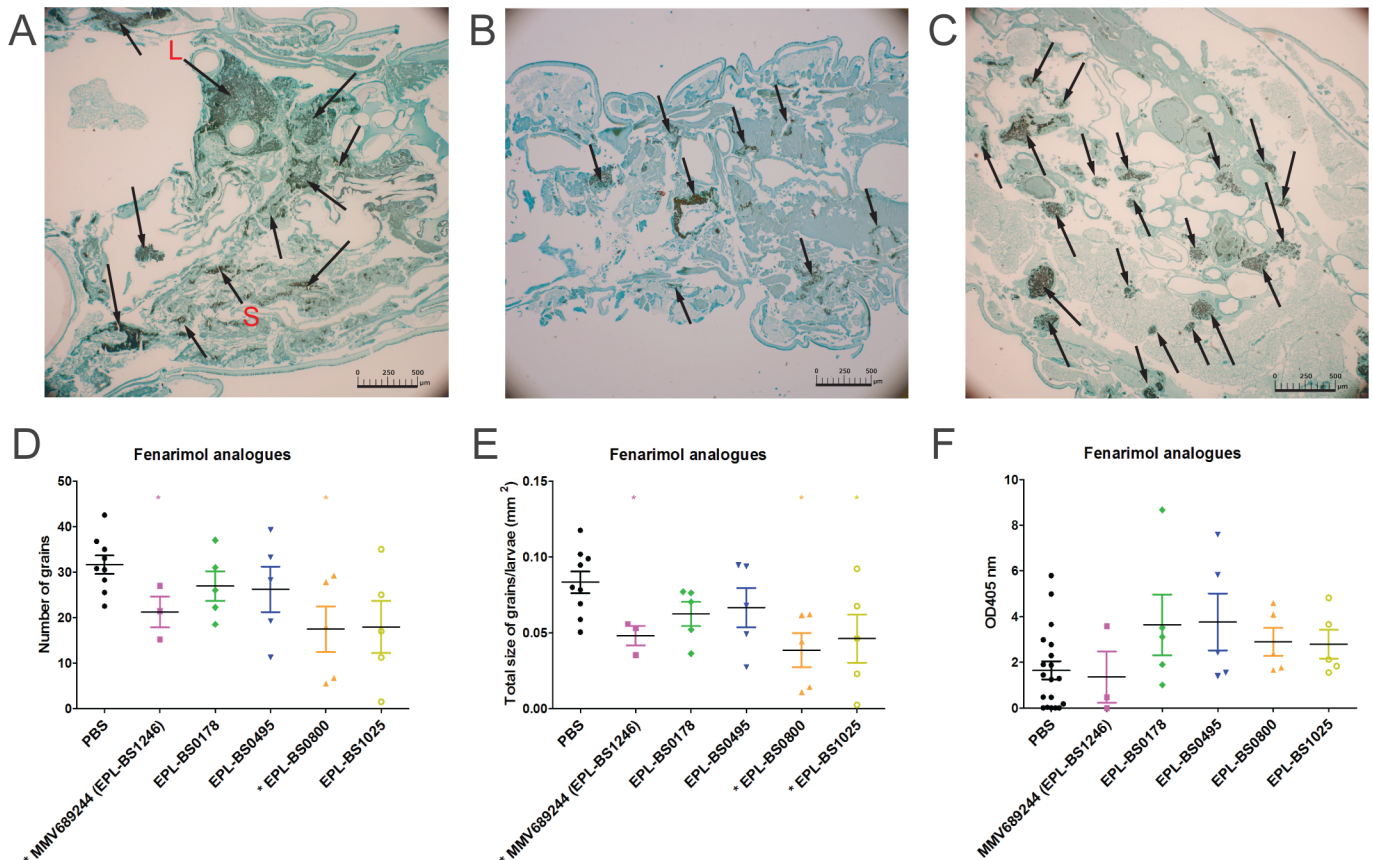 A
L
S
0 250 500
µm
B
0 250 500
µm
C
0 250 500
µm
D
Fenarimol analogues
Number of grains
50
40
30
20
10
0
*
*
PBS
* MMV689244 (EPL-BS1246)
EPL-BS0178
EPL-BS0495
* EPL-BS0800
EPL-BS1025
E
Fenarimol analogues
Total size of grains/larvae (mm²)
0.15
0.10
0.05
0.00
*
*
*
PBS
* MMV689244 (EPL-BS1246)
EPL-BS0178
EPL-BS0495
* EPL-BS0800
* EPL-BS1025
F
Fenarimol analogues
OD405 nm
10
8
6
4
2
0
PBS
MMV689244 (EPL-BS1246)
EPL-BS0178
EPL-BS0495
EPL-BS0800
EPL-BS1025